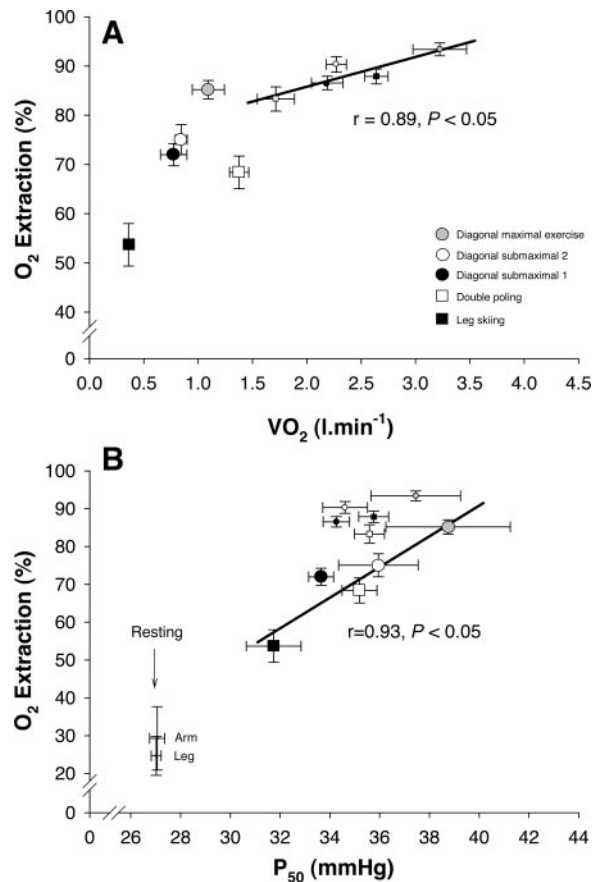 A
100
90
80
70
60
50
40
0
O₂ Extraction (%)
r = 0.89, P < 0.05
Diagonal maximal exercise
Diagonal submaximal 2
Diagonal submaximal 1
Double poling
Leg skiing
0.0 0.5 1.0 1.5 2.0 2.5 3.0 3.5 4.0 4.5
VO₂ (l.min⁻¹)
B
100
90
80
70
60
50
40
30
20
0
O₂ Extraction (%)
Resting
r=0.93, P < 0.05
Arm
Leg
0 26 28 30 32 34 36 38 40 42 44
P₅₀ (mmHg)